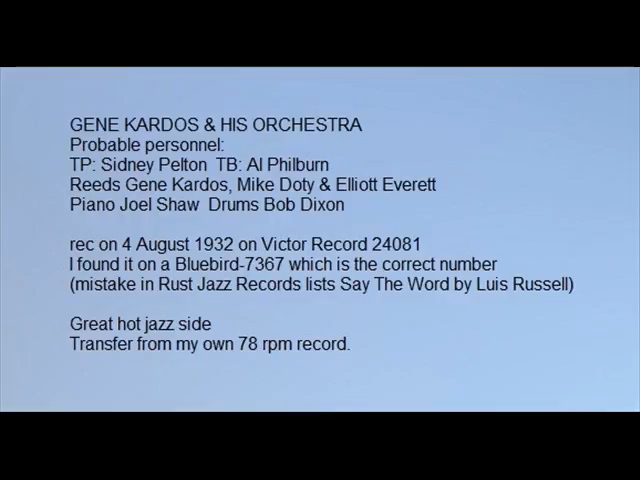 GENE KARDOS & HIS ORCHESTRA
Probable personnel:
TP: Sidney Pelton  TB: Al Philburn
Reeds Gene Kardos, Mike Doty & Elliott Everett
Piano Joel Shaw  Drums Bob Dixon
rec on 4 August 1932 on Victor Record 24081
I found it on a Bluebird-7367 which is the correct number
(mistake in Rust Jazz Records lists Say The Word by Luis Russell)
Great hot jazz side
Transfer from my own 78 rpm record.